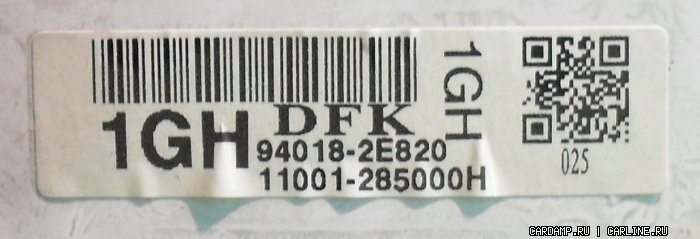 1GH
DFK
1GH
94018-2E820
11001-285000H
025
CARDAMP.RU | CARLINE.RU